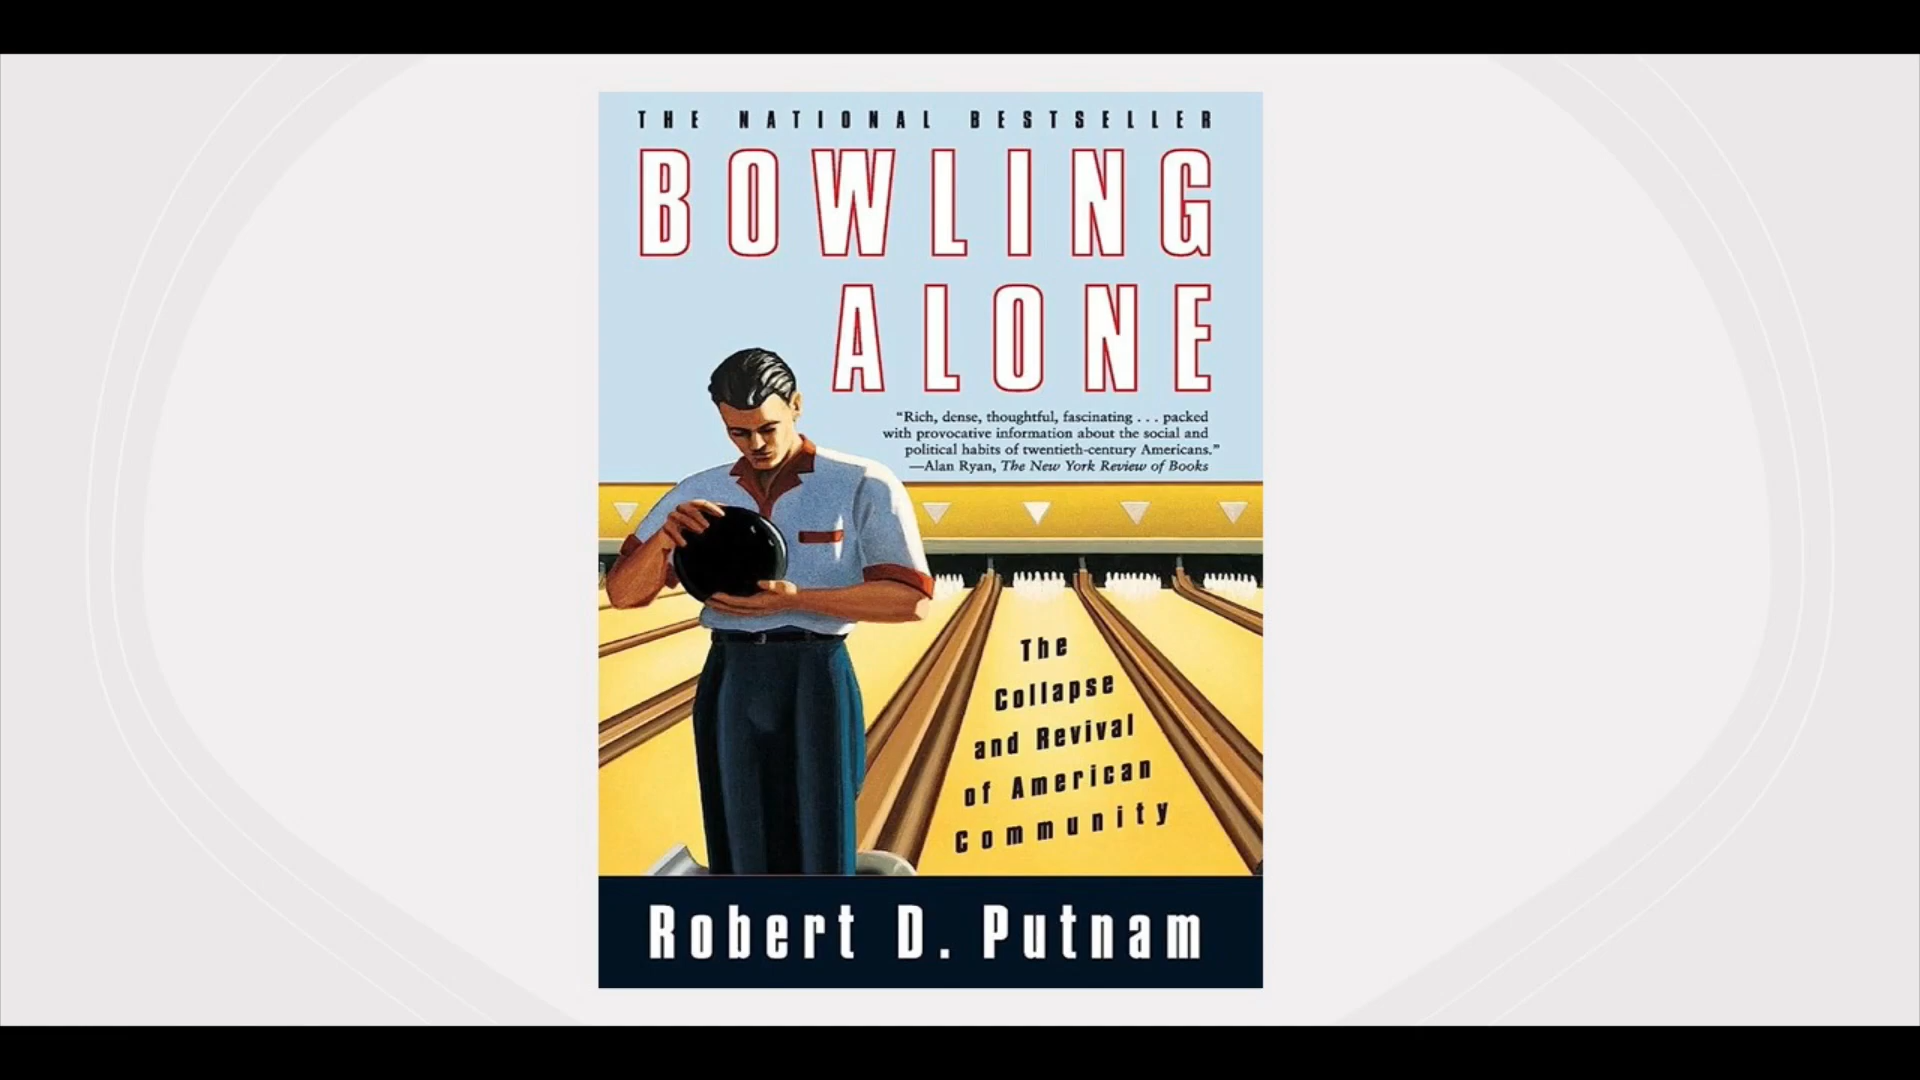 THE NATIONAL BESTSELLER
BOWLING
ALONE
“Rich, dense, thoughtful, fascinating . . . packed
with provocative information about the social and
political habits of twentieth-century Americans.”
—Alan Ryan, The New York Review of Books
The
Collapse
and Revival
of American
Community
Robert D. Putnam